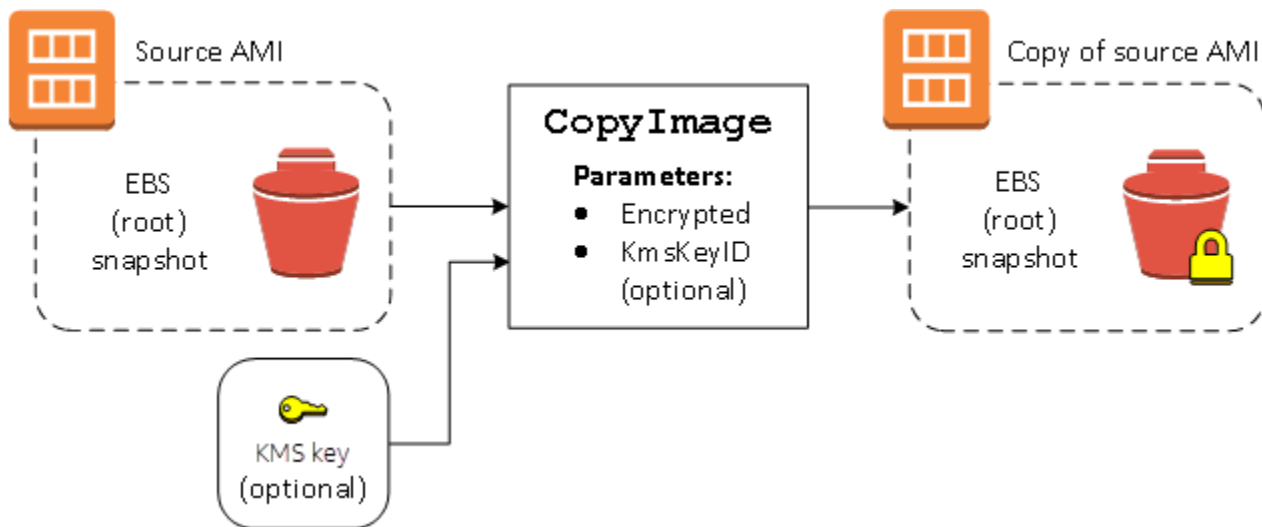 Source AMI
EBS
(root)
snapshot
KMS key
(optional)
CopyImage
Parameters:
● Encrypted
● KmsKeyID
(optional)
Copy of source AMI
EBS
(root)
snapshot